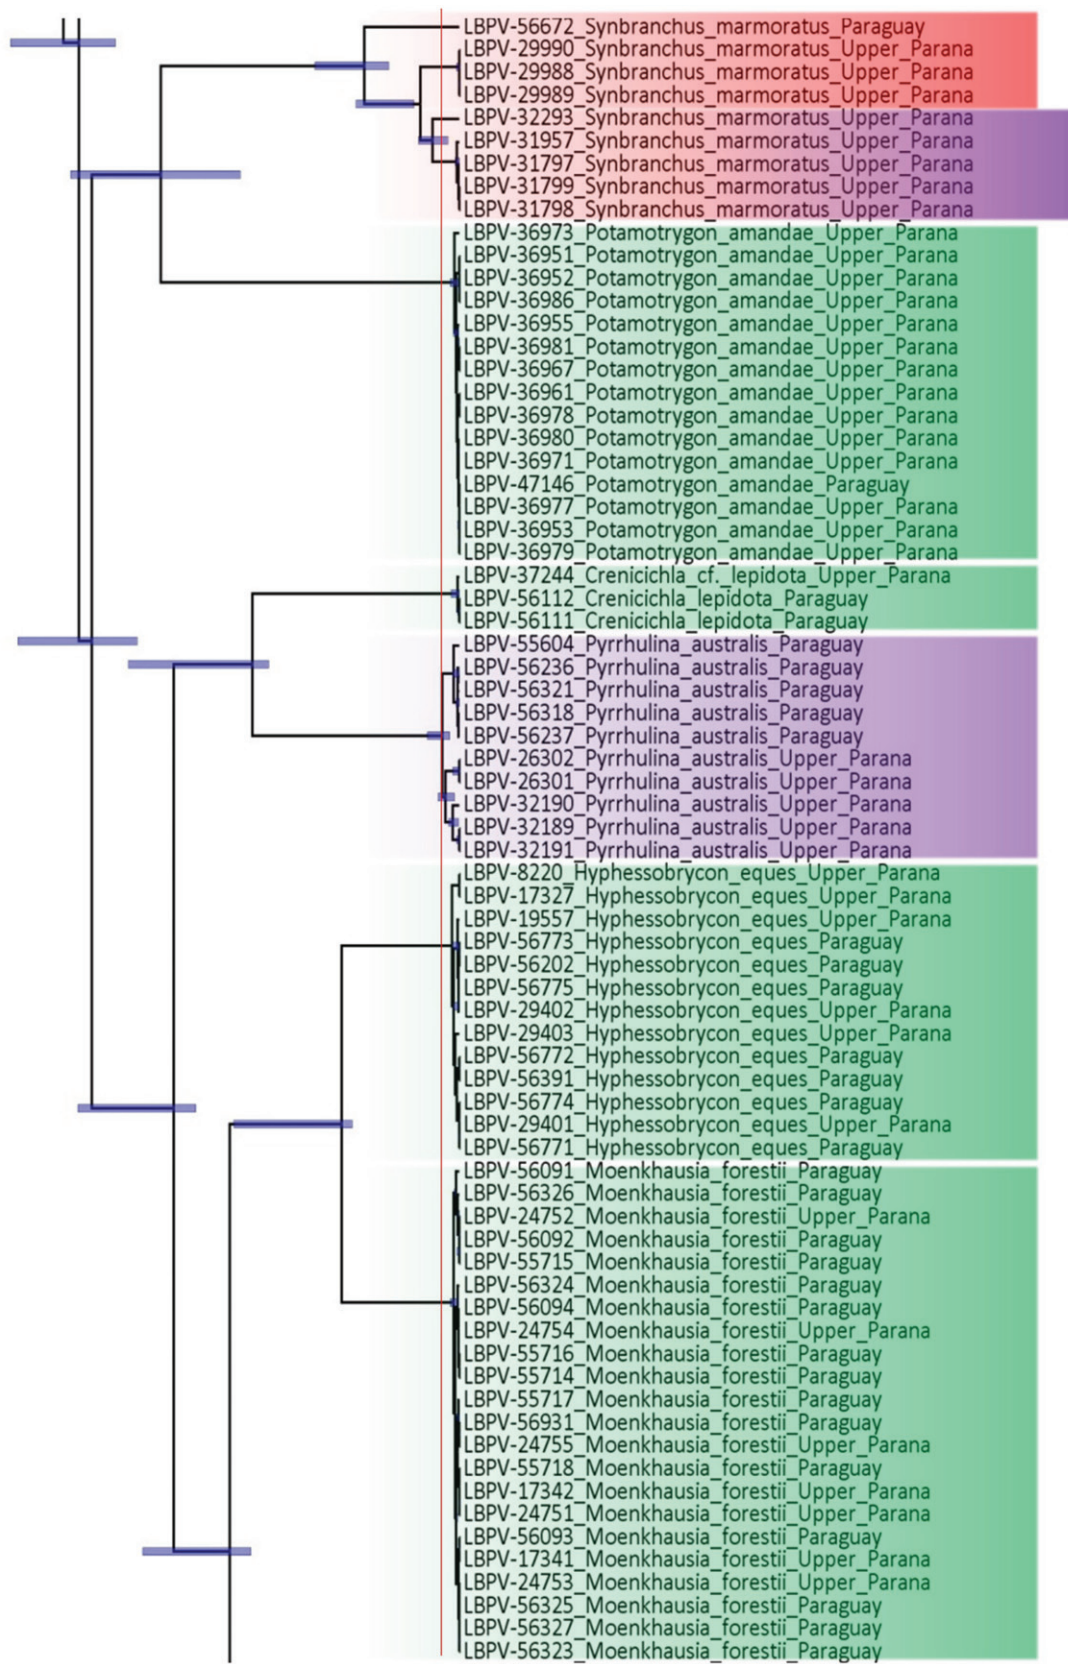 LBPV-56672_Synbranchus_marmoratus_Paraguay
LBPV-29990_Synbranchus_marmoratus_Upper_Parana
LBPV-29988_Synbranchus_marmoratus_Upper_Parana
LBPV-29989_Synbranchus_marmoratus_Upper_Parana
LBPV-32293_Synbranchus_marmoratus_Upper_Parana
LBPV-31957_Synbranchus_marmoratus_Upper_Parana
LBPV-31797_Synbranchus_marmoratus_Upper_Parana
LBPV-31799_Synbranchus_marmoratus_Upper_Parana
LBPV-31798_Synbranchus_marmoratus_Upper_Parana
LBPV-36973_Potamotrygon_amandae_Upper_Parana
LBPV-36951_Potamotrygon_amandae_Upper_Parana
LBPV-36952_Potamotrygon_amandae_Upper_Parana
LBPV-36986_Potamotrygon_amandae_Upper_Parana
LBPV-36955_Potamotrygon_amandae_Upper_Parana
LBPV-36981_Potamotrygon_amandae_Upper_Parana
LBPV-36967_Potamotrygon_amandae_Upper_Parana
LBPV-36961_Potamotrygon_amandae_Upper_Parana
LBPV-36978_Potamotrygon_amandae_Upper_Parana
LBPV-36980_Potamotrygon_amandae_Upper_Parana
LBPV-36971_Potamotrygon_amandae_Upper_Parana
LBPV-47146_Potamotrygon_amandae_Paraguay
LBPV-36977_Potamotrygon_amandae_Upper_Parana
LBPV-36953_Potamotrygon_amandae_Upper_Parana
LBPV-36979_Potamotrygon_amandae_Upper_Parana
LBPV-37244_Crenicichla_cf._lepidota_Upper_Parana
LBPV-56112_Crenicichla_lepidota_Paraguay
LBPV-56111_Crenicichla_lepidota_Paraguay
LBPV-55604_Pyrrhulina_australis_Paraguay
LBPV-56236_Pyrrhulina_australis_Paraguay
LBPV-56321_Pyrrhulina_australis_Paraguay
LBPV-56318_Pyrrhulina_australis_Paraguay
LBPV-56237_Pyrrhulina_australis_Paraguay
LBPV-26302_Pyrrhulina_australis_Upper_Parana
LBPV-26301_Pyrrhulina_australis_Upper_Parana
LBPV-32190_Pyrrhulina_australis_Upper_Parana
LBPV-32189_Pyrrhulina_australis_Upper_Parana
LBPV-32191_Pyrrhulina_australis_Upper_Parana
LBPV-8220_Hyphessobrycon_eques_Upper_Parana
LBPV-17327_Hyphessobrycon_eques_Upper_Parana
LBPV-19557_Hyphessobrycon_eques_Upper_Parana
LBPV-56773_Hyphessobrycon_eques_Paraguay
LBPV-56202_Hyphessobrycon_eques_Paraguay
LBPV-56775_Hyphessobrycon_eques_Paraguay
LBPV-29402_Hyphessobrycon_eques_Upper_Parana
LBPV-29403_Hyphessobrycon_eques_Upper_Parana
LBPV-56772_Hyphessobrycon_eques_Paraguay
LBPV-56391_Hyphessobrycon_eques_Paraguay
LBPV-56774_Hyphessobrycon_eques_Paraguay
LBPV-29401_Hyphessobrycon_eques_Upper_Parana
LBPV-56771_Hyphessobrycon_eques_Paraguay
LBPV-56091_Moenkhausia_forestii_Paraguay
LBPV-56326_Moenkhausia_forestii_Paraguay
LBPV-24752_Moenkhausia_forestii_Upper_Parana
LBPV-56092_Moenkhausia_forestii_Paraguay
LBPV-55715_Moenkhausia_forestii_Paraguay
LBPV-56324_Moenkhausia_forestii_Paraguay
LBPV-56094_Moenkhausia_forestii_Paraguay
LBPV-24754_Moenkhausia_forestii_Upper_Parana
LBPV-55716_Moenkhausia_forestii_Paraguay
LBPV-55714_Moenkhausia_forestii_Paraguay
LBPV-55717_Moenkhausia_forestii_Paraguay
LBPV-56931_Moenkhausia_forestii_Paraguay
LBPV-24755_Moenkhausia_forestii_Upper_Parana
LBPV-55718_Moenkhausia_forestii_Paraguay
LBPV-17342_Moenkhausia_forestii_Upper_Parana
LBPV-24751_Moenkhausia_forestii_Upper_Parana
LBPV-56093_Moenkhausia_forestii_Paraguay
LBPV-17341_Moenkhausia_forestii_Upper_Parana
LBPV-24753_Moenkhausia_forestii_Upper_Parana
LBPV-56325_Moenkhausia_forestii_Paraguay
LBPV-56327_Moenkhausia_forestii_Paraguay
LBPV-56323_Moenkhausia_forestii_Paraguay